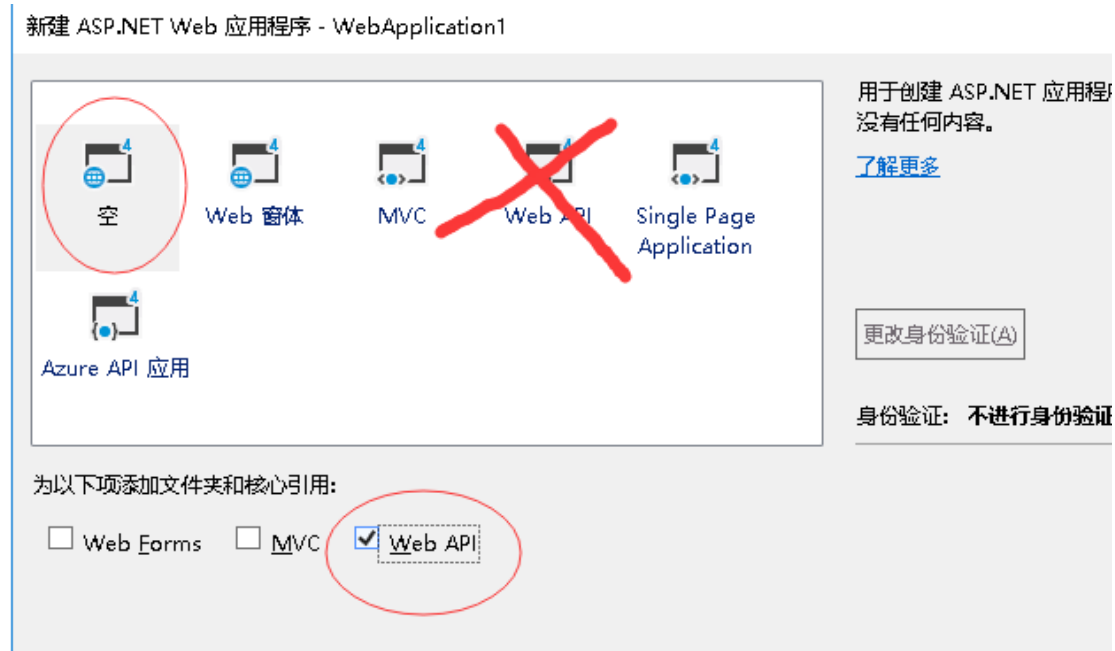 新建 ASP.NET Web 应用程序 - WebApplication1
用于创建 ASP.NET 应用程
没有任何内容。
了解更多
空
Web 窗体
MVC
Web API
Single Page
Application
Azure API 应用
更改身份验证(A)
身份验证: 不进行身份验证
为以下项添加文件夹和核心引用:
Web Forms
MVC
Web API